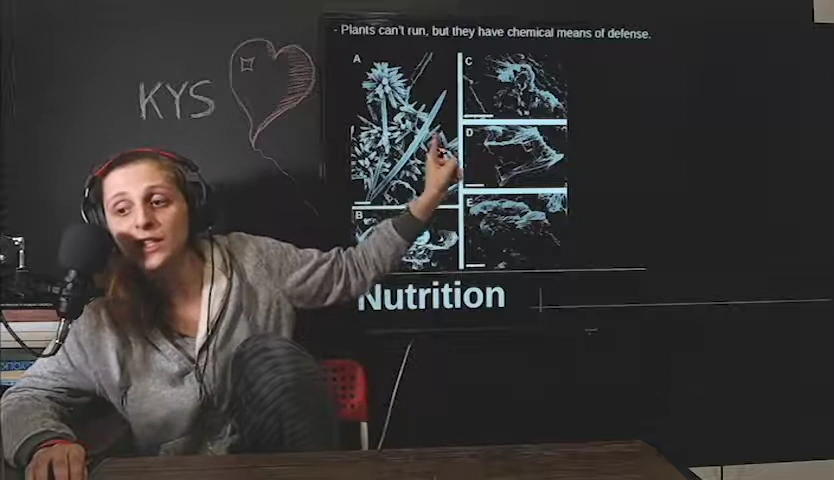 - Plants can't run, but they have chemical means of defense.
A
C
KYS
D
E
B
Nutrition